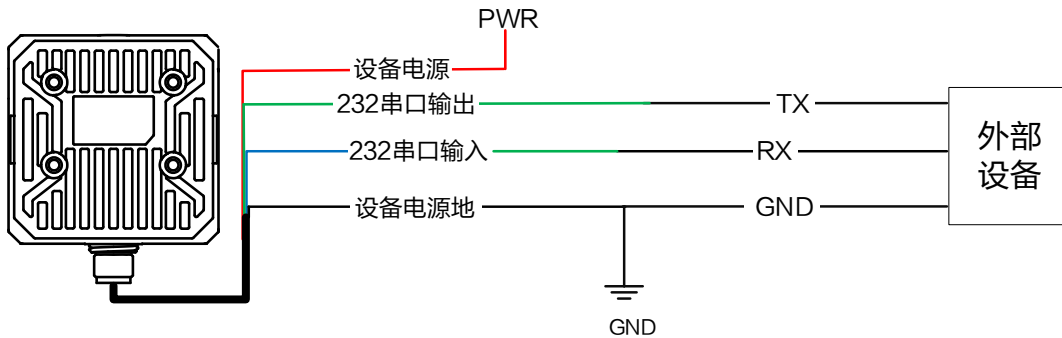 PWR
设备电源
232串口输出 TX
232串口输入 RX
设备电源地 GND
外部
设备
GND